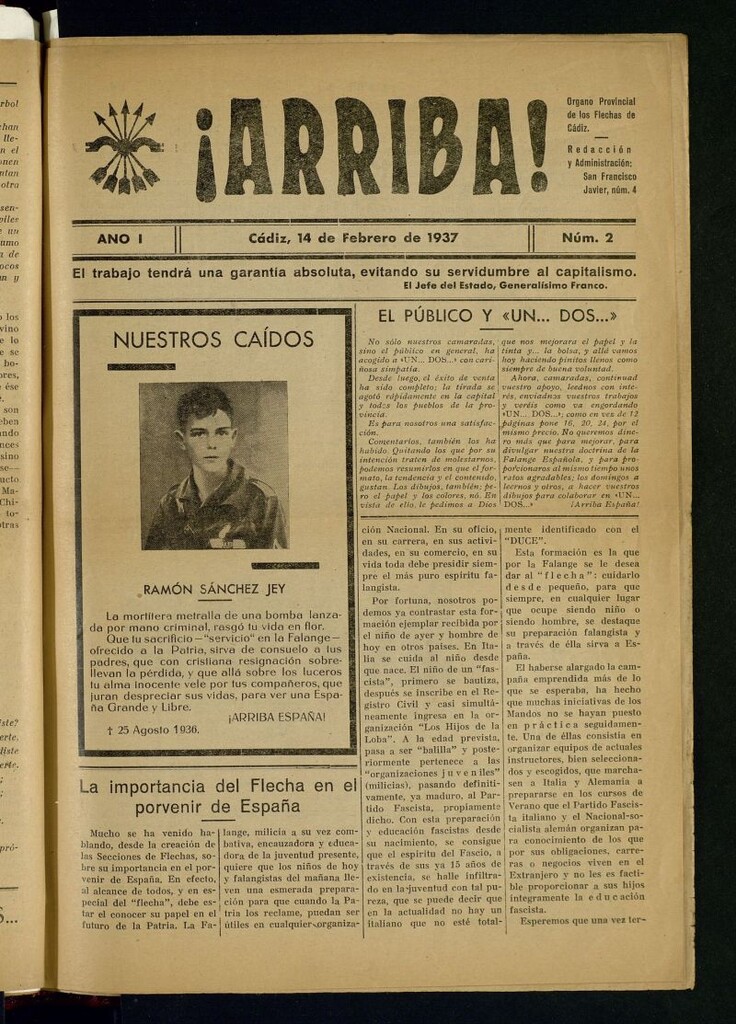 ¡ARRIBA!
Organo Provincial
de los Flechas de
Cádiz.
Redacción
y Administración:
San Francisco
Javier, núm. 4
AÑO I
Cádiz, 14 de Febrero de 1937
Núm. 2
El trabajo tendrá una garantía absoluta, evitando su servidumbre al capitalismo.
El Jefe del Estado, Generalísimo Franco.
NUESTROS CAÍDOS
RAMÓN SÁNCHEZ JEY
La mortífera metralla de una bomba lanza-
da por mano criminal, rasgó tu vida en flor.
Que tu sacrificio—"servicio" en la Falange—
ofrecido a la Patria, sirva de consuelo a tus
padres, que con cristiana resignación sobre-
llevan la pérdida, y que allá sobre los luceros
tu alma inocente vele por tus compañeros, que
juran despreciar sus vidas, para ver una Espa-
ña Grande y Libre.
¡ARRIBA ESPAÑA!
† 25 Agosto 1936.
EL PÚBLICO Y «UN... DOS...»
No sólo nuestros camaradas,
sino el público en general, ha
acogido a «UN... DOS...» con cari-
ñosa simpatía.
Desde luego, el éxito de venta
ha sido completo; la tirada se
agotó rápidamente en la capital
y todos los pueblos de la pro-
vincia.
Es para nosotros una satisfac-
ción.
Comentarios, también los ha
habido. Quitando los que por su
intención traten de molestarnos,
podemos resumirlos en que el for-
mato, la tendencia y el contenido,
gustan. Los dibujos, también; pe-
ro el papel y los colores, nó. En
vista de ello, le pedimos a Dios
que nos mejorara el papel y la
tinta y... la bolsa, y allá vamos
hoy haciendo pinitos llenos como
siempre de buena voluntad.
Ahora, camaradas, continuad
vuestro apoyo, leednos con inte-
rés, enviadnos vuestros trabajos
y veréis como va engordando
«UN... DOS...»; como en vez de 12
páginas pone 16, 20, 24, por el
mismo precio. No queremos dine-
ro más que para mejorar, para
divulgar nuestra doctrina de la
Falange Española, y para pro-
porcionaros al mismo tiempo unos
ratos agradables; los domingos a
leernos y otros, a hacer vuestros
dibujos para colaborar en «UN...
DOS...» ¡Arriba España!
La importancia del Flecha en el
porvenir de España
Mucho se ha venido ha-
blando, desde la creación de
las Secciones de Flechas, so-
bre su importancia en el por-
venir de España. En efecto,
al alcance de todos, y en es-
pecial del "flecha", debe es-
tar el conocer su papel en el
futuro de la Patria. La Fa-
lange, milicia a su vez com-
bativa, encauzadora y educa-
dora de la juventud presente,
quiere que los niños de hoy
y falangistas del mañana lle-
ven una esmerada prepara-
ción para que cuando la Pa-
tria los reclame, puedan ser
útiles en cualquier organiza-
ción Nacional. En su oficio,
en su carrera, en sus activi-
dades, en su comercio, en su
vida toda debe presidir siem-
pre el más puro espíritu fa-
langista.
Por fortuna, nosotros po-
demos ya contrastar esta for-
mación ejemplar recibida por
el niño de ayer y hombre de
hoy en otros países. En Ita-
lia se cuida al niño desde
que nace. El niño de un "fas-
cista", primero se bautiza,
después se inscribe en el Re-
gistro Civil y casi simultá-
neamente ingresa en la or-
ganización "Los Hijos de la
Loba". A la edad prevista,
pasa a ser "balilla" y poste-
riormente pertenece a las
"organizaciones juveniles"
(milicias), pasando definiti-
vamente, ya maduro, al Par-
tido Fascista, propiamente
dicho. Con esta preparación
y educación fascistas desde
su nacimiento, se consigue
que el espíritu del Fascio, a
través de sus ya 15 años de
existencia, se halle infiltra-
do en la juventud con tal pu-
reza, que se puede decir que
en la actualidad no hay un
italiano que no esté total-
mente identificado con el
"DUCE".
Esta formación es la que
por la Falange se le desea
dar al "flecha": cuidarlo
desde pequeño, para que
siempre, en cualquier lugar
que ocupe siendo niño o
siendo hombre, se destaque
su preparación falangista y
a través de élla sirva a Es-
paña.
El haberse alargado la cam-
paña emprendida más de lo
que se esperaba, ha hecho
que muchas iniciativas de los
Mandos no se hayan puesto
en práctica seguidamen-
te. Una de éllas consistía en
organizar equipos de actuales
instructores, bien selecciona-
dos y escogidos, que marcha-
sen a Italia y Alemania a
prepararse en los cursos de
Verano que el Partido Fascis-
ta italiano y el Nacional-so-
cialista alemán organizan pa-
ra conocimiento de los que
por sus obligaciones, carre-
ras o negocios viven en el
Extranjero y no les es facti-
ble proporcionar a sus hijos
íntegramente la educación
fascista.
Esperemos que una vez ter-